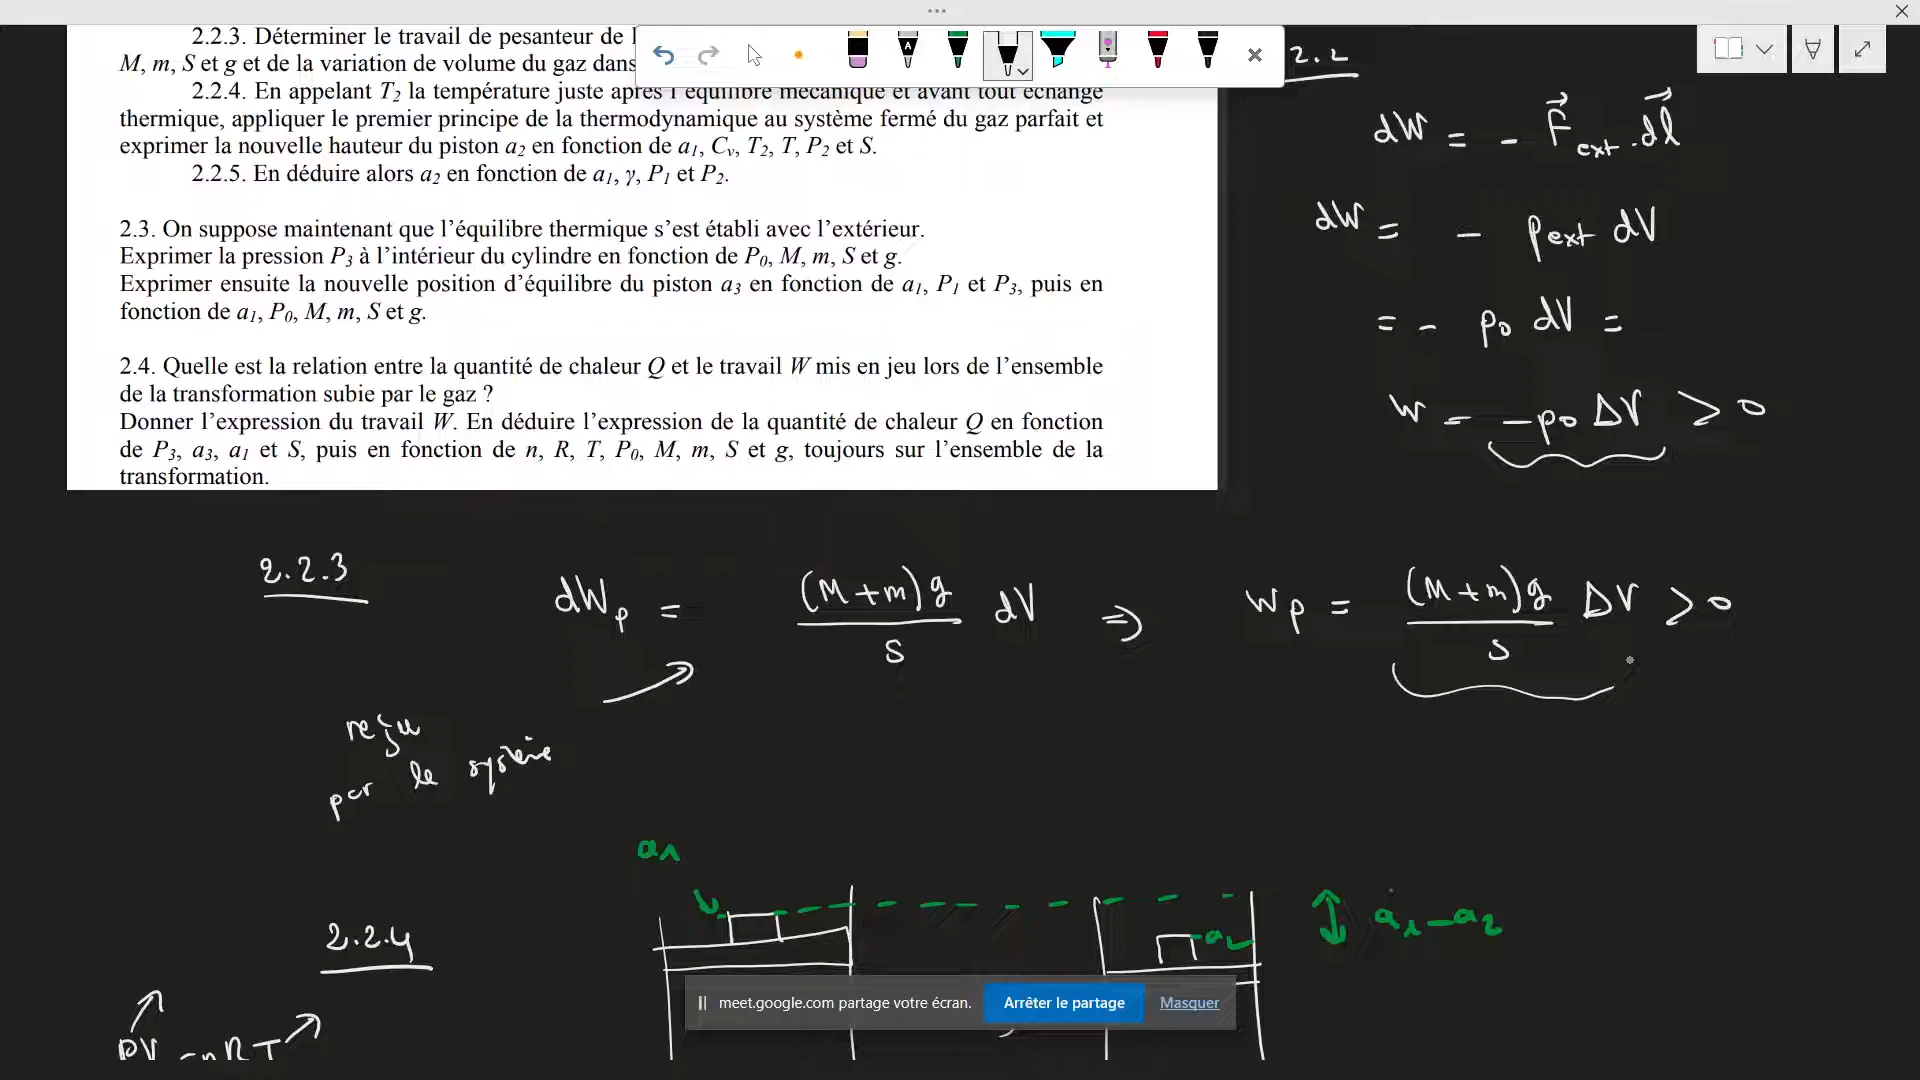 2.2.3. Déterminer le travail de pesanteur de l
M, m, S et g et de la variation de volume du gaz dans
2.2.4. En appelant T₂ la température juste après l'équilibre mécanique et avant tout échange
thermique, appliquer le premier principe de la thermodynamique au système fermé du gaz parfait et
exprimer la nouvelle hauteur du piston a₂ en fonction de a₁, Cᵥ, T₂, T, P₂ et S.
2.2.5. En déduire alors a₂ en fonction de a₁, γ, P₁ et P₂.
2.3. On suppose maintenant que l'équilibre thermique s'est établi avec l'extérieur.
Exprimer la pression P₃ à l'intérieur du cylindre en fonction de P₀, M, m, S et g.
Exprimer ensuite la nouvelle position d'équilibre du piston a₃ en fonction de a₁, P₁ et P₃, puis en
fonction de a₁, P₀, M, m, S et g.
2.4. Quelle est la relation entre la quantité de chaleur Q et le travail W mis en jeu lors de l'ensemble
de la transformation subie par le gaz ?
Donner l'expression du travail W. En déduire l'expression de la quantité de chaleur Q en fonction
de P₃, a₃, a₁ et S, puis en fonction de n, R, T, P₀, M, m, S et g, toujours sur l'ensemble de la
transformation.
2.2
dW = - F⃗ext . dl⃗
dW = - Pext dV
= - p₀ dV =
W = -p₀ ΔV > 0
2.2.3
dWp = (M+m)g/S dV ⇒ Wp = (M+m)g/S ΔV > 0
reçu
par le système
a₁
2.2.4
a₂
a₁-a₂
PV = nRT
meet.google.com partage votre écran.
Arrêter le partage
Masquer